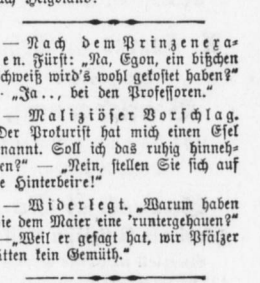 — Nach dem Prinzenexa-
en. Fürst: „Na, Egon, ein bißchen
chweiß wird's wohl gekostet haben?"
- „Ja.., bei den Professoren."
— Maliziöser Vorschlag.
Der Prokurist hat mich einen Esel
nannt. Soll ich das ruhig hinneh-
en?" — „Nein, stellen Sie sich auf
e Hinterbeire!"
— Widerlegt. „Warum haben
ie dem Maier eine 'runtergehauen?"
—„Weil er gesagt hat, wir Pfälzer
ätten kein Gemüth."